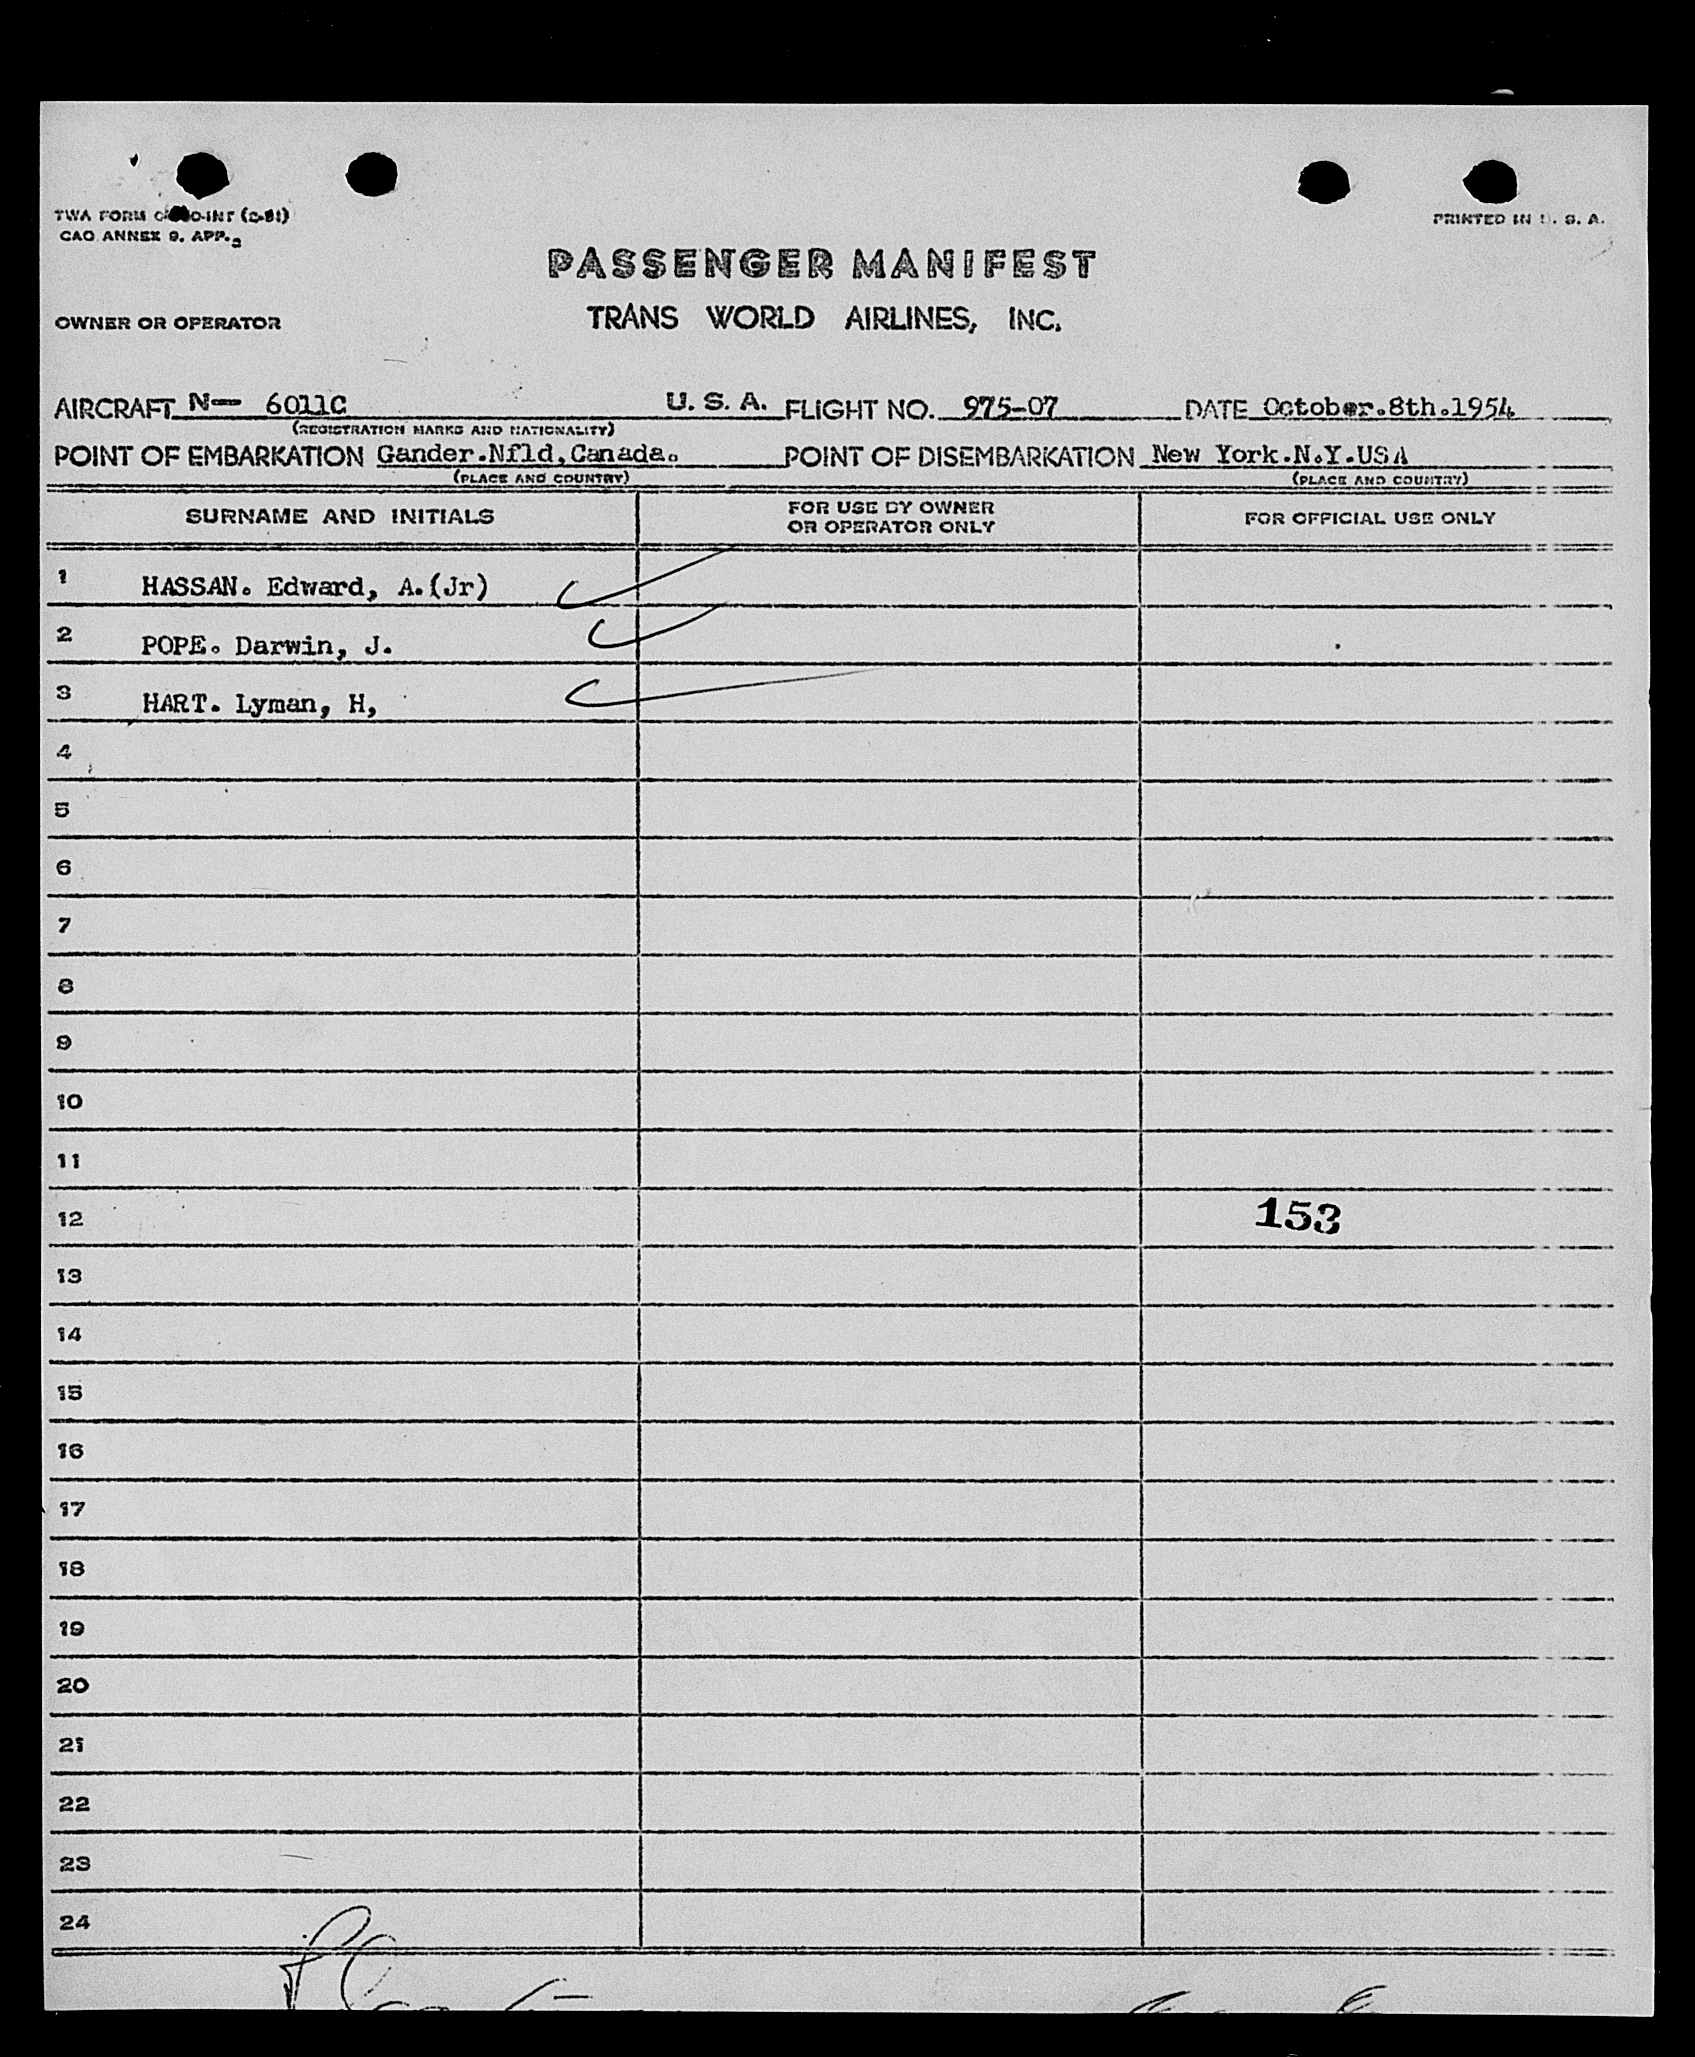 TWA FORM (2-51)
PRINTED IN U. S. A.
CAO ANNEX 9. APP. 2
PASSENGER MANIFEST
OWNER OR OPERATOR TRANS WORLD AIRLINES, INC.
AIRCRAFT N— 6011C U. S. A. FLIGHT NO. 975-07 DATE October.8th.1954
(REGISTRATION MARKS AND NATIONALITY)
POINT OF EMBARKATION Gander.Nfld,Canada. POINT OF DISEMBARKATION New York.N.Y.USA
(PLACE AND COUNTRY) (PLACE AND COUNTRY)
SURNAME AND INITIALS FOR USE BY OWNER OR OPERATOR ONLY FOR OFFICIAL USE ONLY
1 HASSAN. Edward, A.(Jr)
2 POPE. Darwin, J.
3 HART. Lyman, H,
4
5
6
7
8
9
10
11
12 153
13
14
15
16
17
18
19
20
21
22
23
24